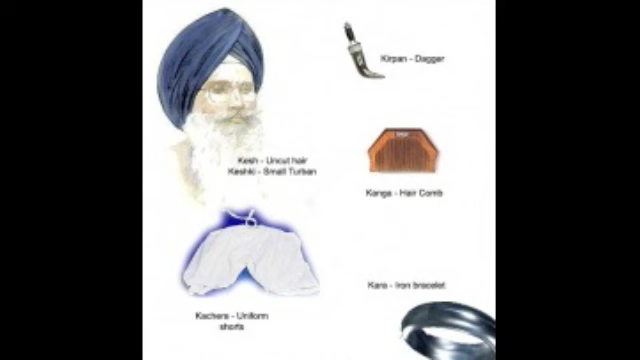 Kirpan - Dagger
Kesh - Uncut hair
Keshki - Small Turban
Kanga - Hair Comb
Kara - Iron bracelet
Kachera - Uniform
shorts